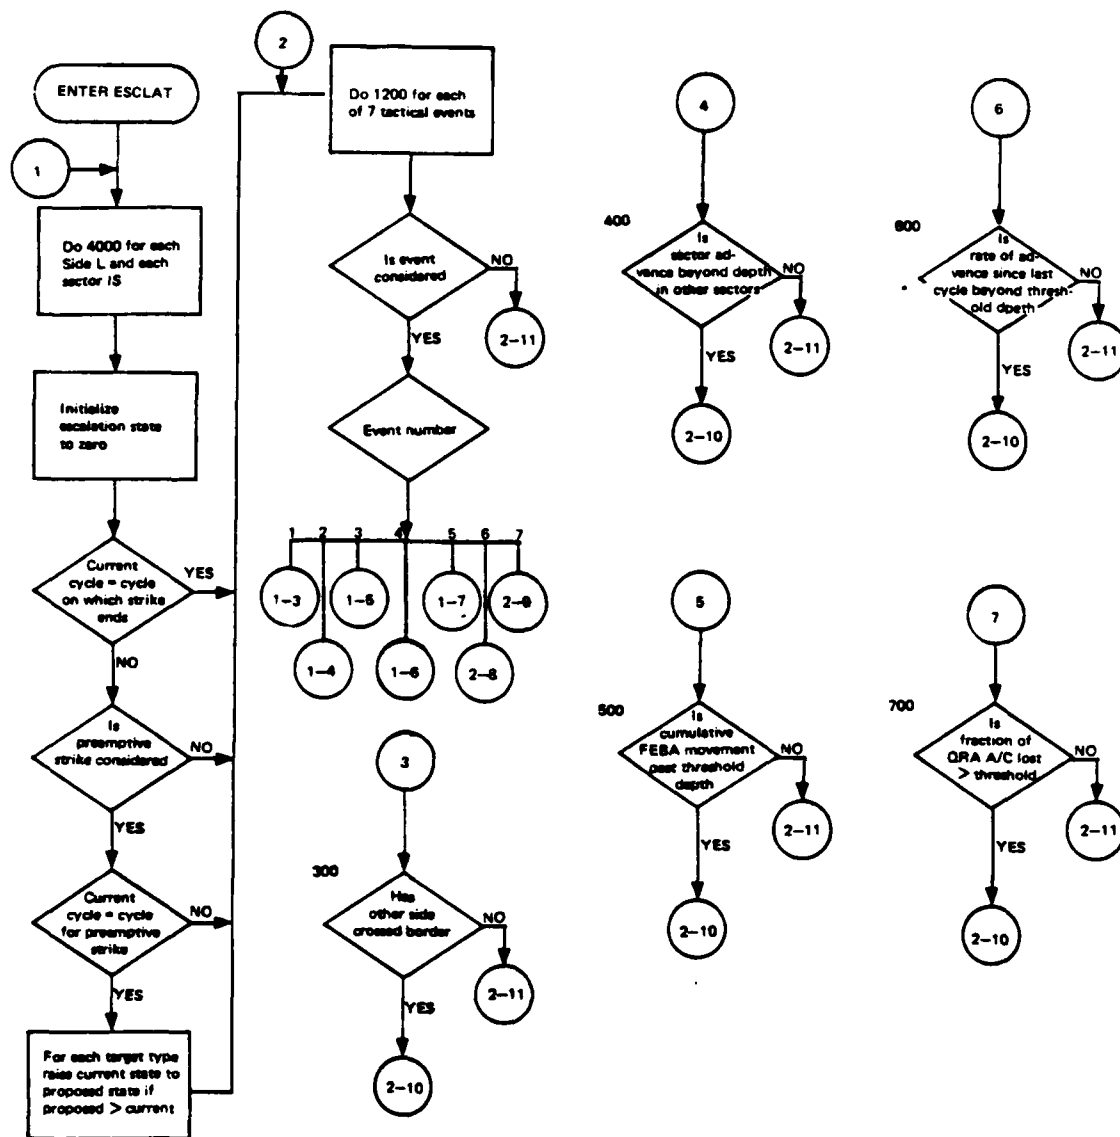 ENTER ESCLAT
1
Do 4000 for each
Side L and each
sector IS
Initialize
escalation state
to zero
Current
cycle = cycle
on which strike
ends
YES
NO
Is
preemptive
strike considered
NO
YES
Current
cycle = cycle
for preemptive
strike
NO
YES
For each target type
raise current state to
proposed state if
proposed > current
2
Do 1200 for each
of 7 tactical events
Is event
considered
NO
2-11
YES
Event number
1
2
3
4
5
6
7
1-3
1-4
1-5
1-6
1-7
2-8
2-9
3
300
Has
other side
crossed border
NO
2-11
YES
2-10
4
400
Is
sector ad-
vance beyond depth
in other sectors
NO
2-11
YES
2-10
5
500
Is
cumulative
FEBA movement
past threshold
depth
NO
2-11
YES
2-10
6
600
Is
rate of ad-
vance since last
cycle beyond thresh-
old dpeth
NO
2-11
YES
2-10
7
700
Is
fraction of
QRA A/C lost
> threshold
NO
2-11
YES
2-10